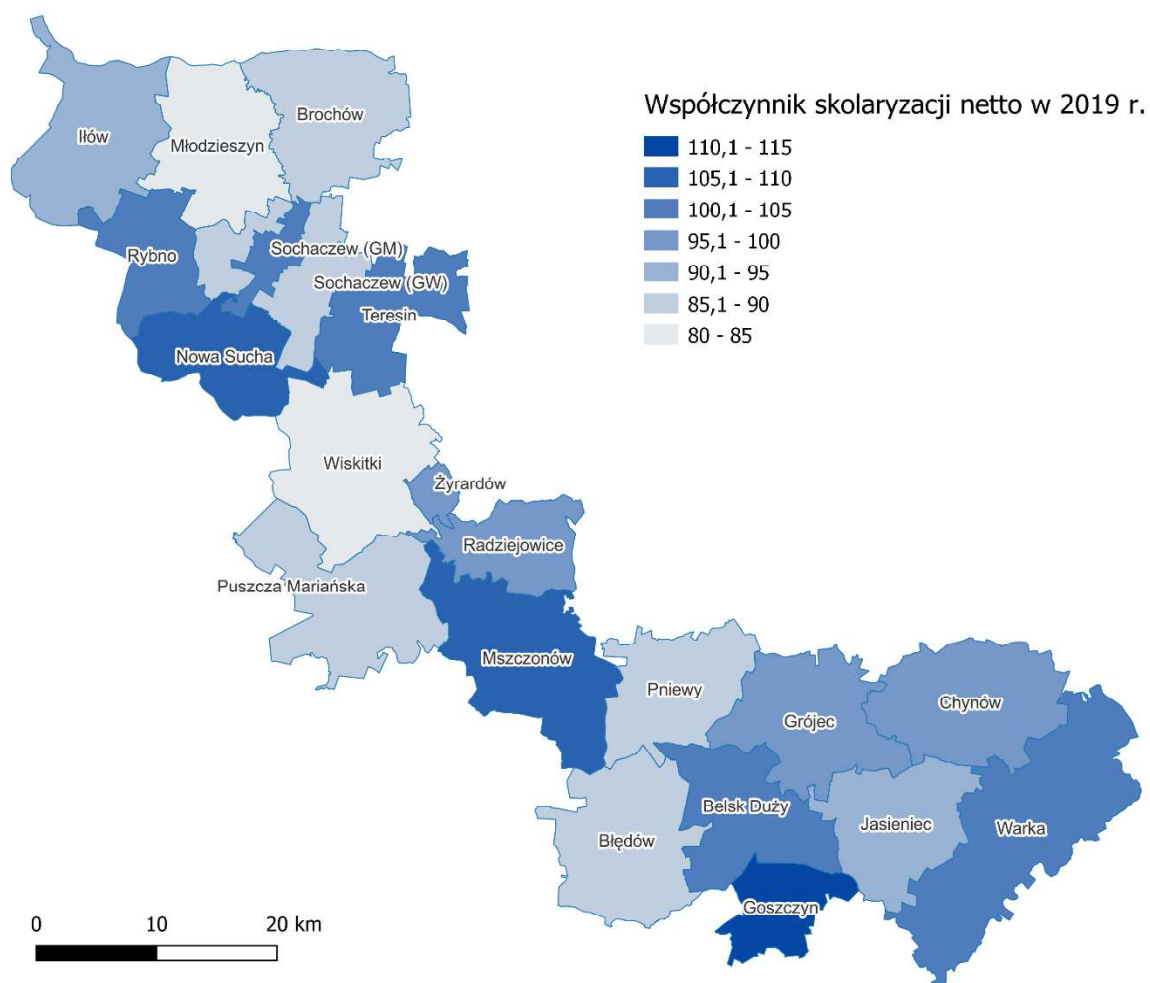 Współczynnik skolaryzacji netto w 2019 r.
110,1 - 115
105,1 - 110
100,1 - 105
95,1 - 100
90,1 - 95
85,1 - 90
80 - 85
Brochów
Iłów
Młodzieszyn
Sochaczew (GM)
Rybno
Sochaczew (GW)
Teresin
Nowa Sucha
Wiskitki
Żyrardów
Radziejowice
Puszcza Mariańska
Mszczonów
Pniewy
Grójec
Chynów
Belsk Duży
Błędów
Jasieniec
Warka
Goszczyn
0 10 20 km